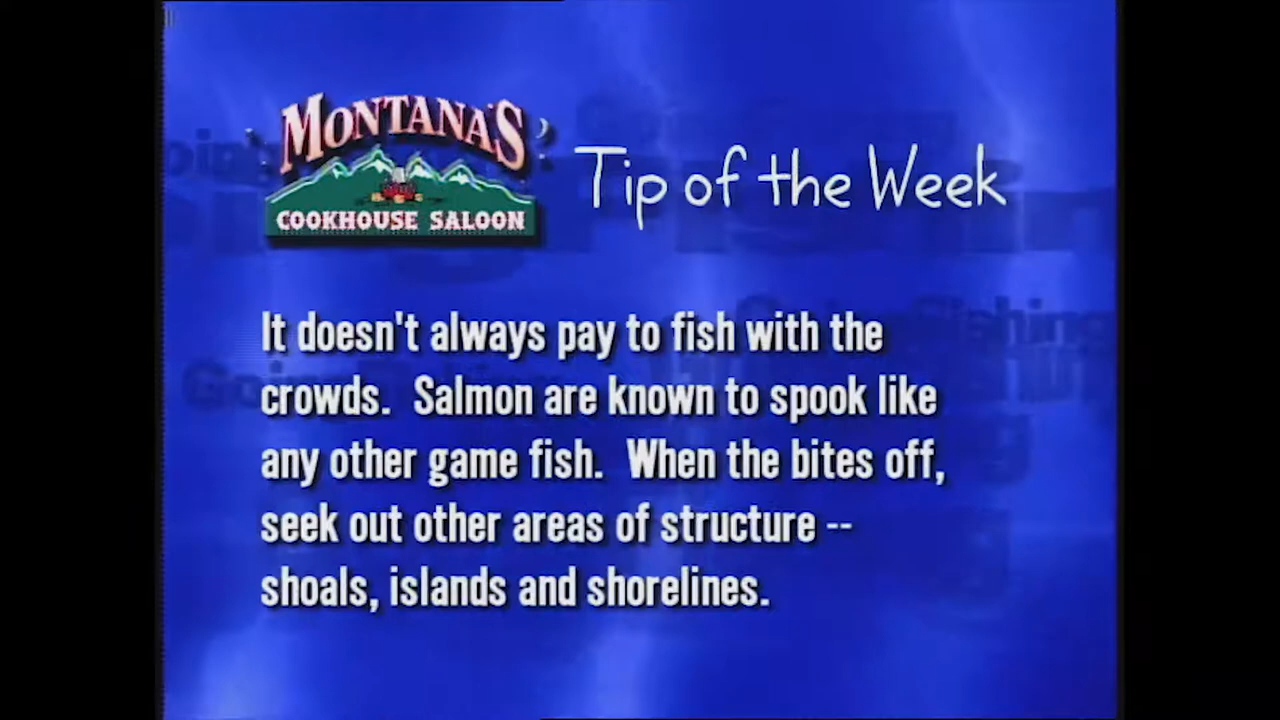 MONTANA'S
COOKHOUSE SALOON
Tip of the Week
It doesn't always pay to fish with the
crowds. Salmon are known to spook like
any other game fish. When the bites off,
seek out other areas of structure --
shoals, islands and shorelines.